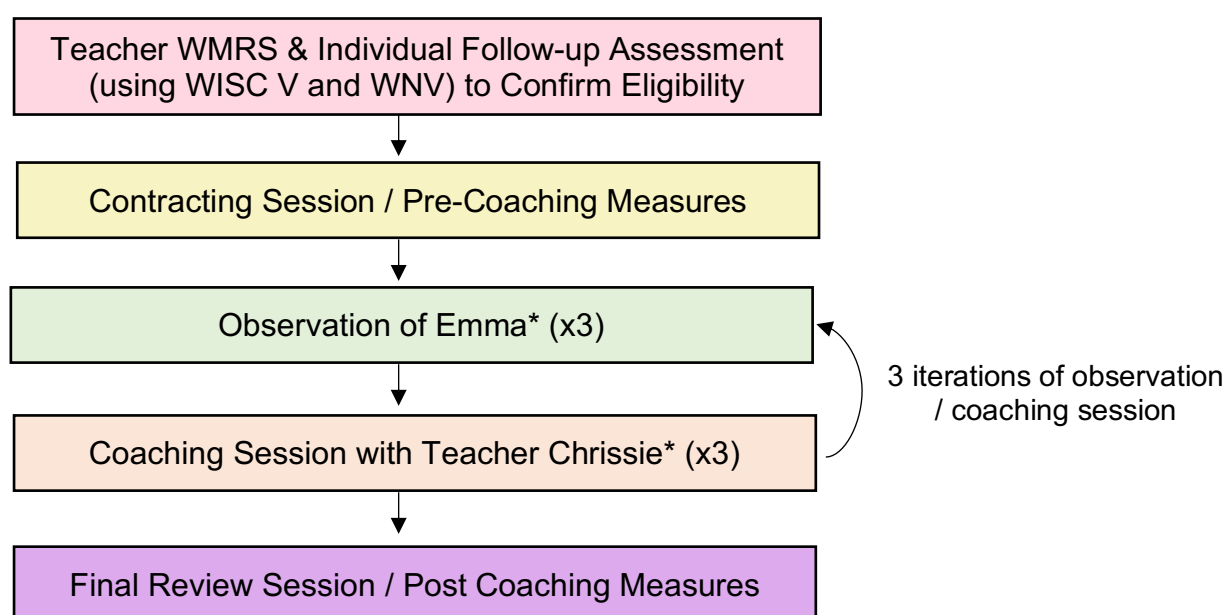 Teacher WMRS & Individual Follow-up Assessment
(using WISC V and WNV) to Confirm Eligibility
Contracting Session / Pre-Coaching Measures
Observation of Emma* (x3)
3 iterations of observation
/ coaching session
Coaching Session with Teacher Chrissie* (x3)
Final Review Session / Post Coaching Measures